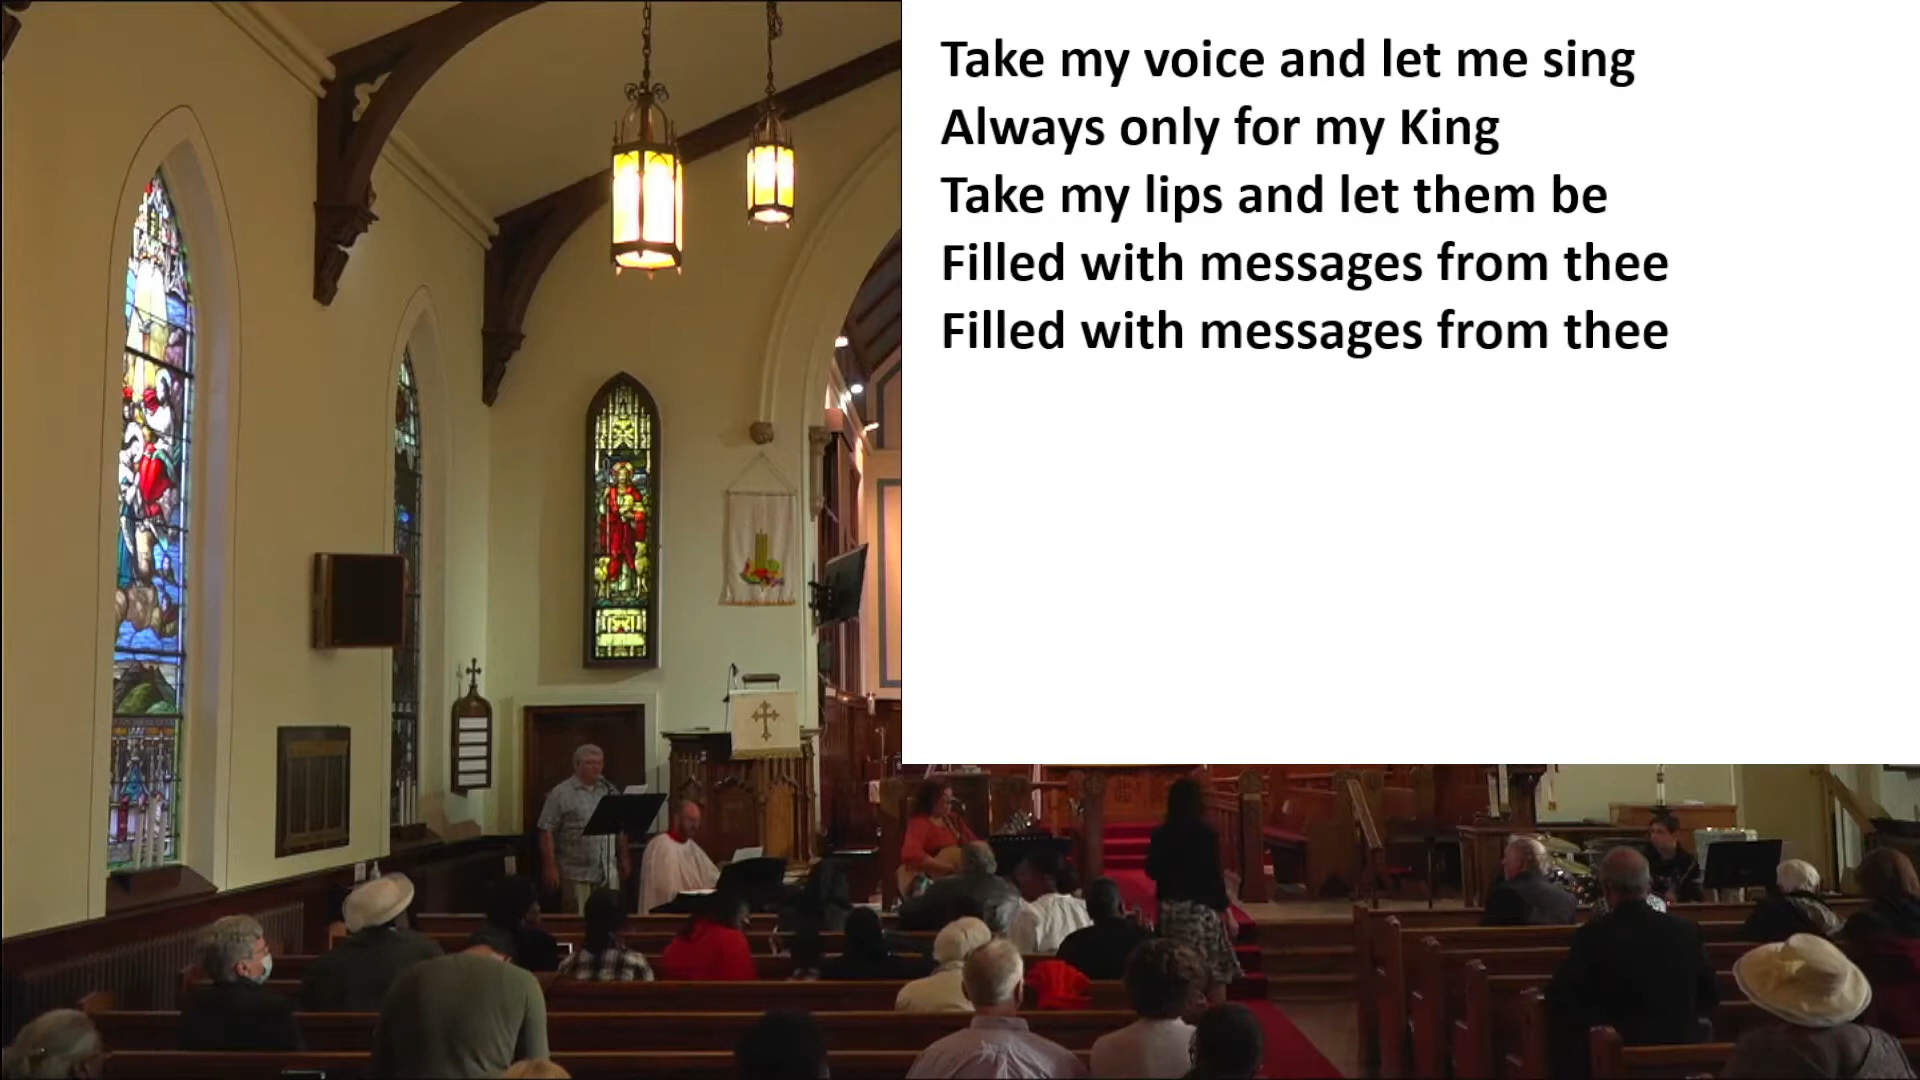 Take my voice and let me sing
Always only for my King
Take my lips and let them be
Filled with messages from thee
Filled with messages from thee